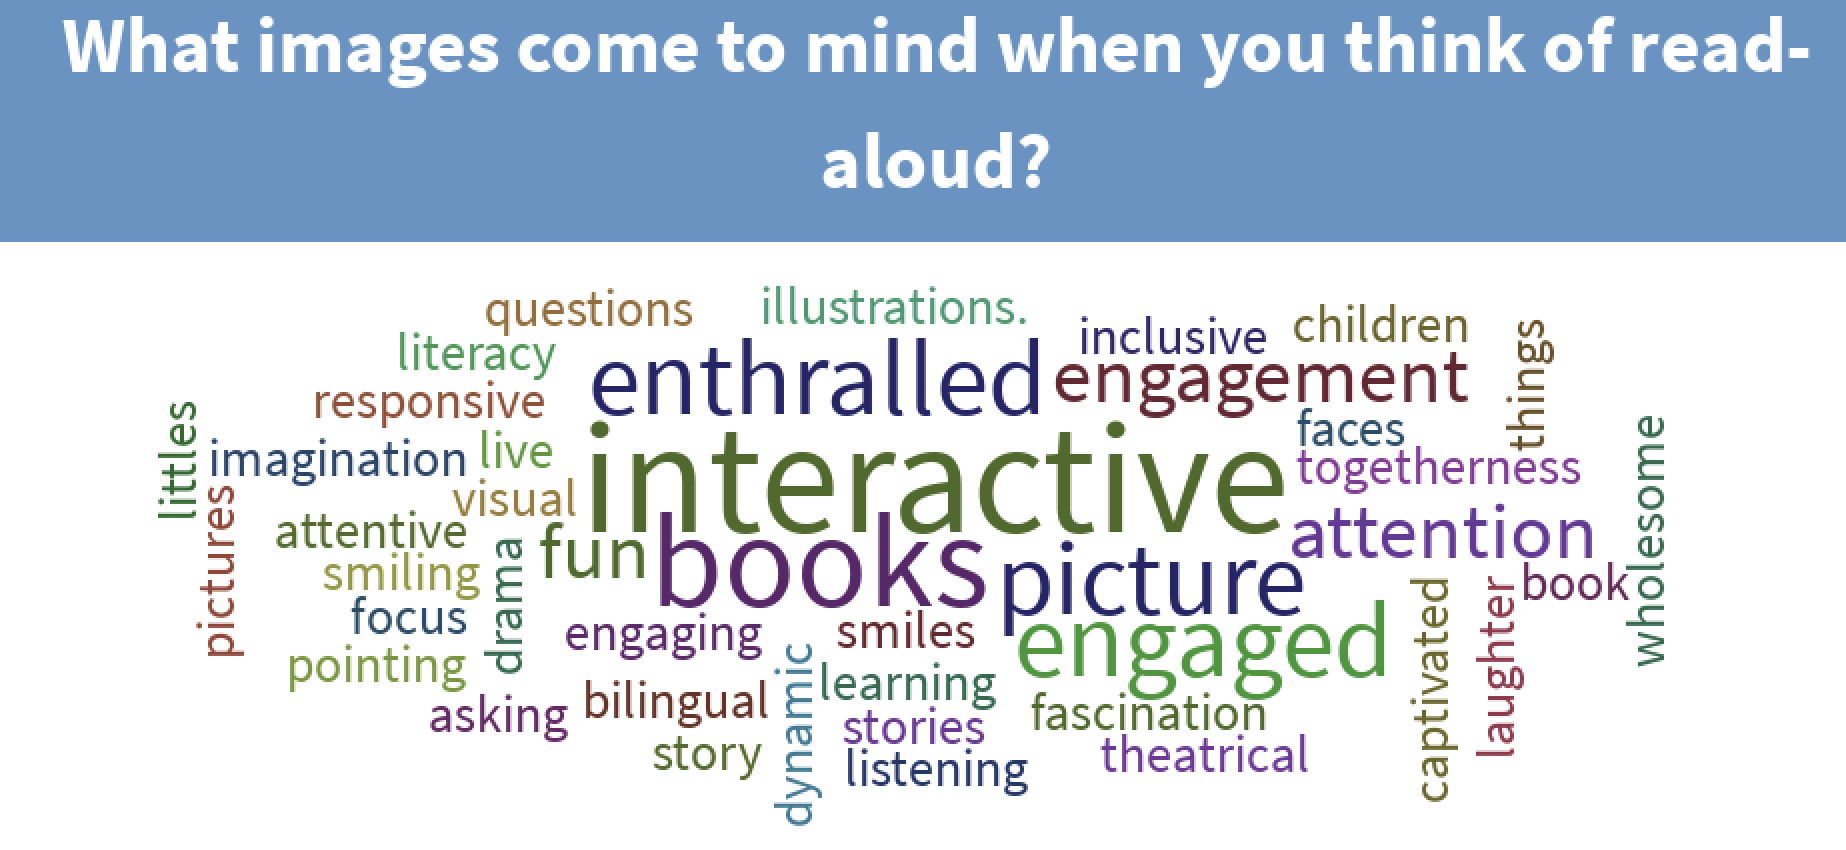 What images come to mind when you think of read-
aloud?
questions
illustrations.
inclusive
children
things
literacy
enthralled
engagement
responsive
littles
faces
wholesome
imagination
live
interactive
togetherness
visual
pictures
attentive
fun
books
picture
attention
smiling
drama
book
focus
engaging
smiles
engaged
captivated
laughter
pointing
dynamic
learning
asking
bilingual
stories
fascination
story
listening
theatrical